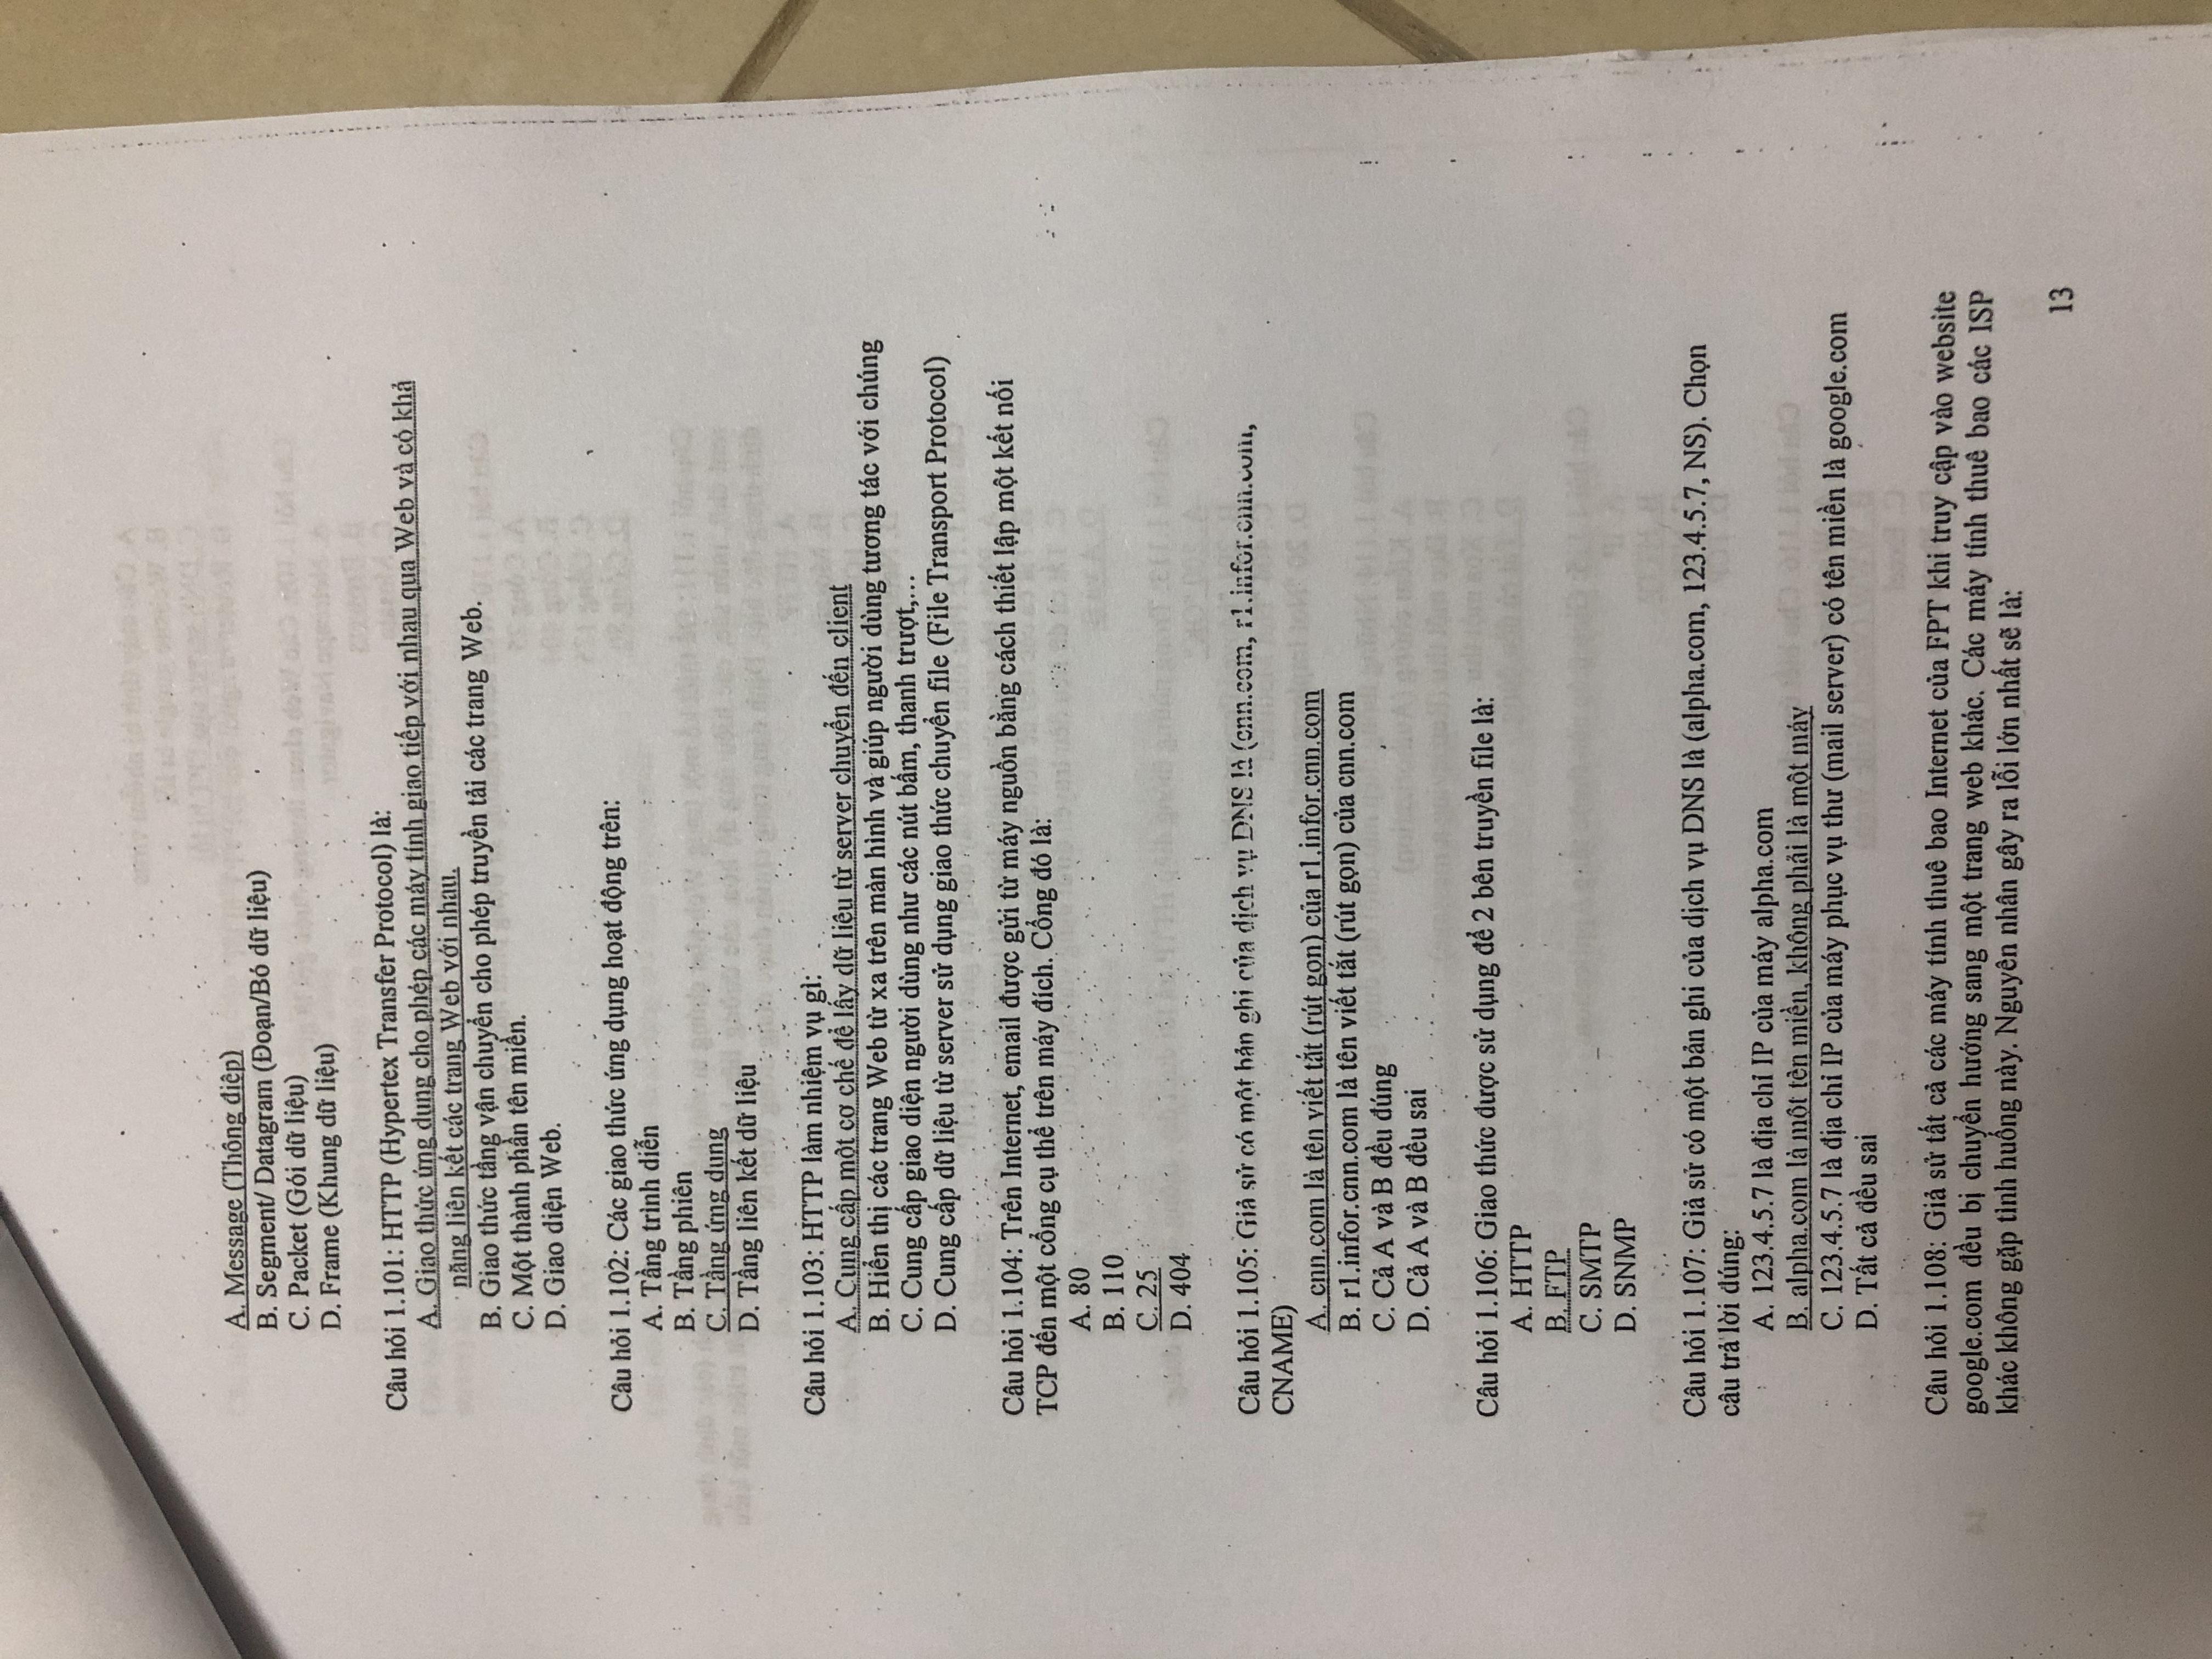 A. Message (Thông điệp)
B. Segment/ Datagram (Đoạn/Bó dữ liệu)
C. Packet (Gói dữ liệu)
D. Frame (Khung dữ liệu)
Câu hỏi 1.101: HTTP (Hypertex Transfer Protocol) là:
A. Giao thức ứng dụng cho phép các máy tính giao tiếp với nhau qua Web và có khả
năng liên kết các trang Web với nhau.
B. Giao thức tầng vận chuyển cho phép truyền tải các trang Web.
C. Một thành phần tên miền.
D. Giao diện Web.
Câu hỏi 1.102: Các giao thức ứng dụng hoạt động trên:
A. Tầng trình diễn
B. Tầng phiên
C. Tầng ứng dụng
D. Tầng liên kết dữ liệu
Câu hỏi 1.103: HTTP làm nhiệm vụ gì:
A. Cung cấp một cơ chế để lấy dữ liệu từ server chuyển đến client
B. Hiển thị các trang Web từ xa trên màn hình và giúp người dùng tương tác với chúng
C. Cung cấp giao diện người dùng như các nút bấm, thanh trượt,...
D. Cung cấp dữ liệu từ server sử dụng giao thức chuyển file (File Transport Protocol)
Câu hỏi 1.104: Trên Internet, email được gửi từ máy nguồn bằng cách thiết lập một kết nối
TCP đến một cổng cụ thể trên máy đích. Cổng đó là:
A. 80
B. 110
C. 25
D. 404
Câu hỏi 1.105: Giả sử có một bản ghi của dịch vụ DNS là (cnn.com, r1.infor.cnn.com,
CNAME)
A. cnn.com là tên viết tắt (rút gọn) của r1.infor.cnn.com
B. r1.infor.cnn.com là tên viết tắt (rút gọn) của cnn.com
C. Cả A và B đều đúng
D. Cả A và B đều sai
Câu hỏi 1.106: Giao thức được sử dụng để 2 bên truyền file là:
A. HTTP
B. FTP
C. SMTP
D. SNMP
Câu hỏi 1.107: Giả sử có một bản ghi của dịch vụ DNS là (alpha.com, 123.4.5.7, NS). Chọn
câu trả lời đúng:
A. 123.4.5.7 là địa chỉ IP của máy alpha.com
B. alpha.com là một tên miền, không phải là một máy
C. 123.4.5.7 là địa chỉ IP của máy phục vụ thư (mail server) có tên miền là google.com
D. Tất cả đều sai
Câu hỏi 1.108: Giả sử tất cả các máy tính thuê bao Internet của FPT khi truy cập vào website
google.com đều bị chuyển hướng sang một trang web khác. Các máy tính thuê bao các ISP
khác không gặp tình huống này. Nguyên nhân gây ra lỗi lớn nhất sẽ là:
13